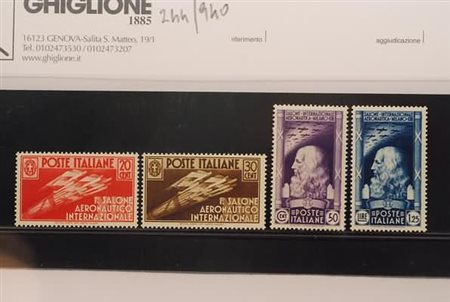 GHIGLIONE
1885
244/940
16123 GENOVA-Salita S. Matteo, 19/1
Tel. 0102473530 / 0102473207
www.ghiglione.it
riferimento
aggiudicazione
POSTE ITALIANE 20 CENT
I° SALONE
AERONAUTICO
INTERNAZIONALE
POSTE ITALIANE 30 CENT
I° SALONE
AERONAUTICO
INTERNAZIONALE
SALONE·INTERNAZIONALE
AERONAUTICA·MILANO
POSTE
CENT ITALIANE 50
SALONE·INTERNAZIONALE
AERONAUTICA·MILANO
POSTE
LIRE ITALIANE 1,25